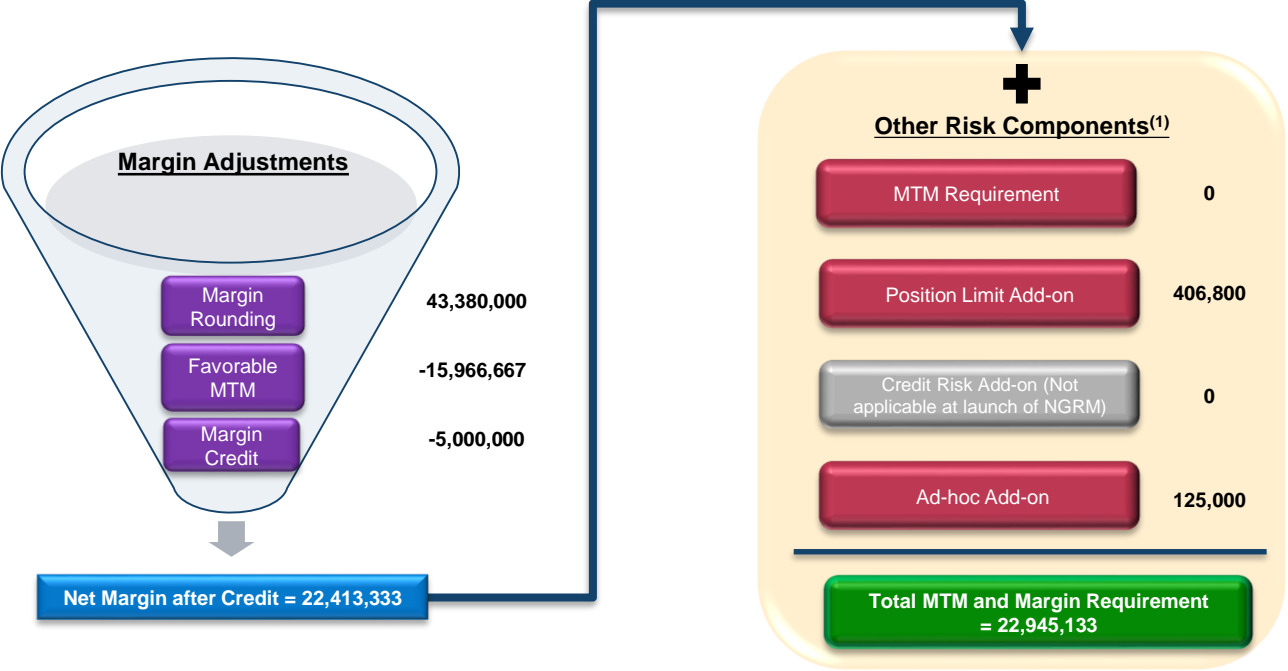 Margin Adjustments
Margin
Rounding
43,380,000
Favorable
MTM
-15,966,667
Margin
Credit
-5,000,000
Net Margin after Credit = 22,413,333
Other Risk Components(1)
MTM Requirement
0
Position Limit Add-on
406,800
Credit Risk Add-on (Not
applicable at launch of NGRM)
0
Ad-hoc Add-on
125,000
Total MTM and Margin Requirement
= 22,945,133